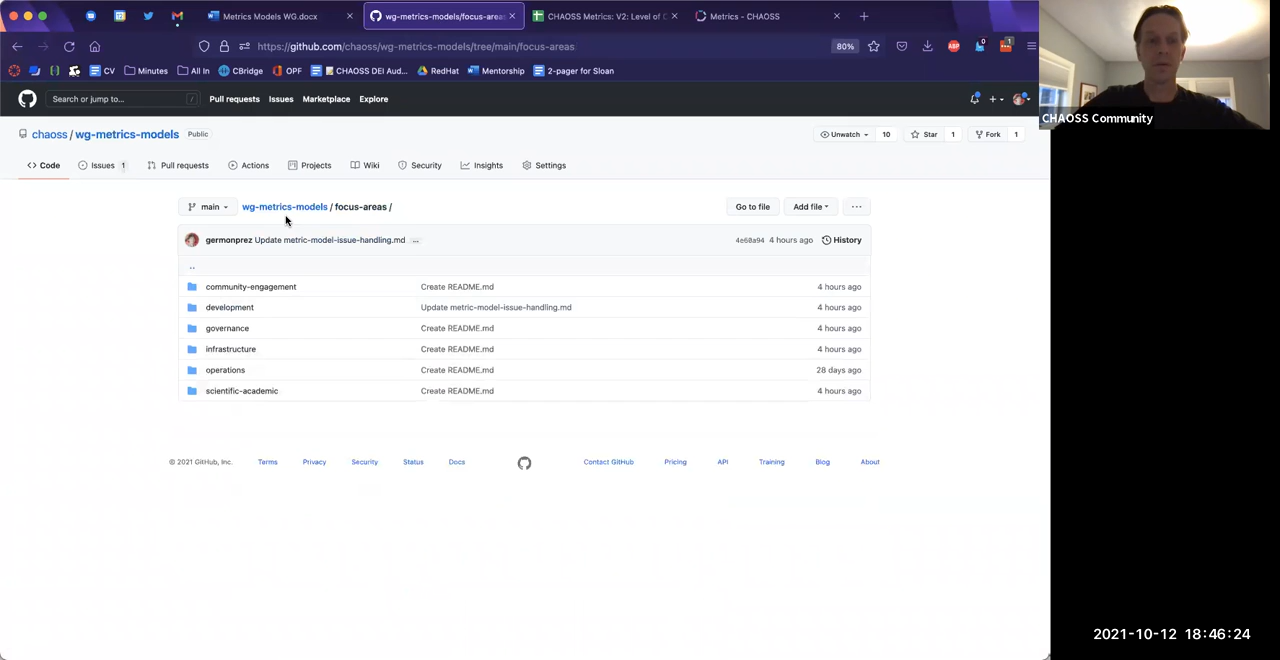 Metrics Models WG.docx
wg-metrics-models/focus-areas
CHAOSS Metrics: V2: Level of
Metrics - CHAOSS
https://github.com/chaoss/wg-metrics-models/tree/main/focus-areas
80%
CV
Minutes
All In
CBridge
OPF
CHAOSS DEI Aud...
RedHat
Mentorship
2-pager for Sloan
Search or jump to...
/
Pull requests
Issues
Marketplace
Explore
CHAOSS Community
chaoss / wg-metrics-models
Public
Unwatch
10
Star
1
Fork
1
Code
Issues
1
Pull requests
Actions
Projects
Wiki
Security
Insights
Settings
main
wg-metrics-models / focus-areas /
Go to file
Add file
...
germonprez Update metric-model-issue-handling.md
...
4e68a94
4 hours ago
History
..
community-engagement Create README.md 4 hours ago
development Update metric-model-issue-handling.md 4 hours ago
governance Create README.md 4 hours ago
infrastructure Create README.md 4 hours ago
operations Create README.md 28 days ago
scientific-academic Create README.md 4 hours ago
© 2021 GitHub, Inc.
Terms
Privacy
Security
Status
Docs
Contact GitHub
Pricing
API
Training
Blog
About
2021-10-12 18:46:24